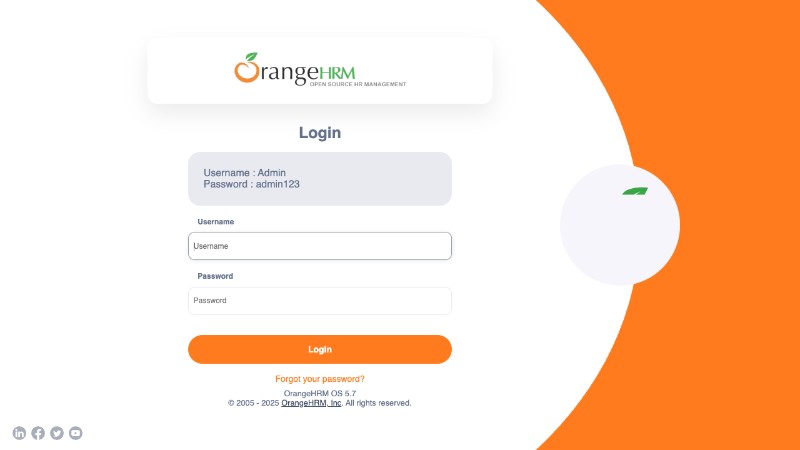 OrangeHRM
OPEN SOURCE HR MANAGEMENT
Login
Username : Admin
Password : admin123
Username
Username
Password
Password
Login
Forgot your password?
OrangeHRM OS 5.7
© 2005 - 2025 OrangeHRM, Inc. All rights reserved.